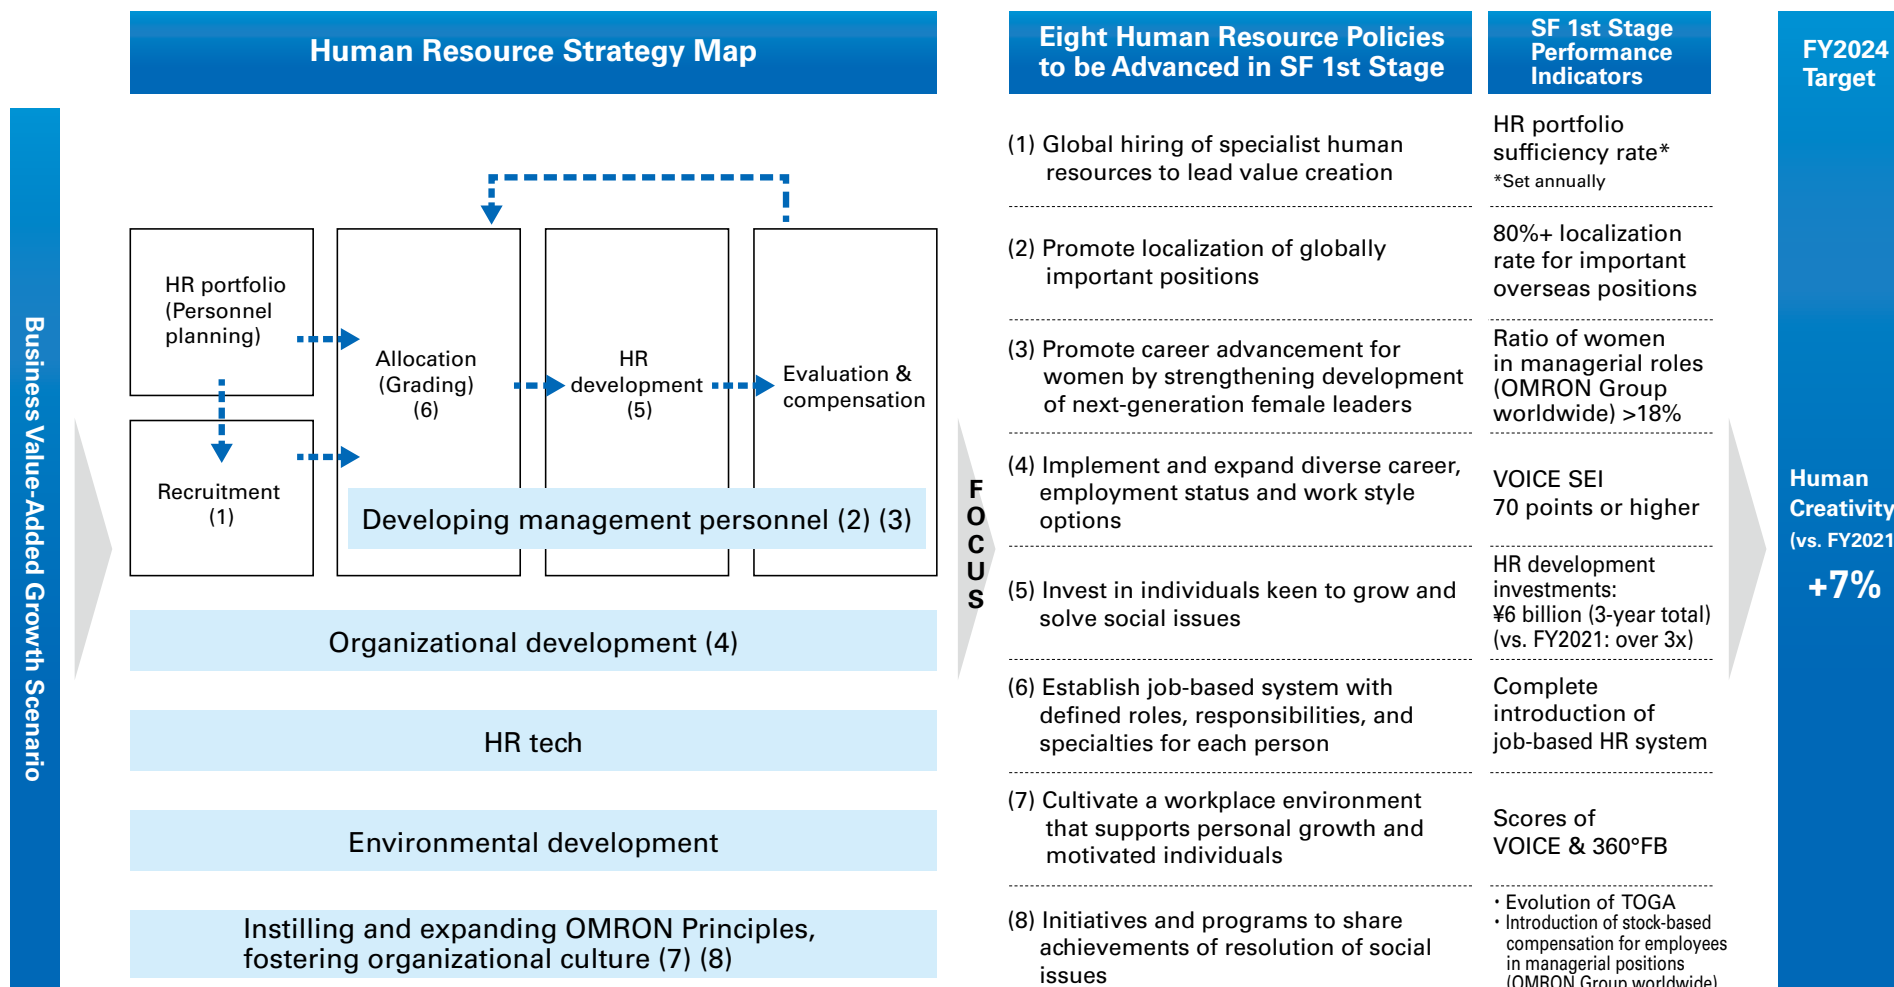 Human Resource Strategy Map
Eight Human Resource Policies
to be Advanced in SF 1st Stage
SF 1st Stage
Performance
Indicators
FY2024
Target
Business Value-Added Growth Scenario
HR portfolio
(Personnel
planning)
Recruitment
(1)
Allocation
(Grading)
(6)
HR
development
(5)
Evaluation &
compensation
Developing management personnel (2) (3)
Organizational development (4)
HR tech
Environmental development
Instilling and expanding OMRON Principles,
fostering organizational culture (7) (8)
FOCUS
(1) Global hiring of specialist human
resources to lead value creation
HR portfolio
sufficiency rate*
*Set annually
(2) Promote localization of globally
important positions
80%+ localization
rate for important
overseas positions
(3) Promote career advancement for
women by strengthening development
of next-generation female leaders
Ratio of women
in managerial roles
(OMRON Group
worldwide) >18%
(4) Implement and expand diverse career,
employment status and work style
options
VOICE SEI
70 points or higher
(5) Invest in individuals keen to grow and
solve social issues
HR development
investments:
¥6 billion (3-year total)
(vs. FY2021: over 3x)
(6) Establish job-based system with
defined roles, responsibilities, and
specialties for each person
Complete
introduction of
job-based HR system
(7) Cultivate a workplace environment
that supports personal growth and
motivated individuals
Scores of
VOICE & 360°FB
(8) Initiatives and programs to share
achievements of resolution of social
issues
・Evolution of TOGA
・Introduction of stock-based
compensation for employees
in managerial positions
(OMRON Group worldwide)
Human
Creativity
(vs. FY2021
+7%